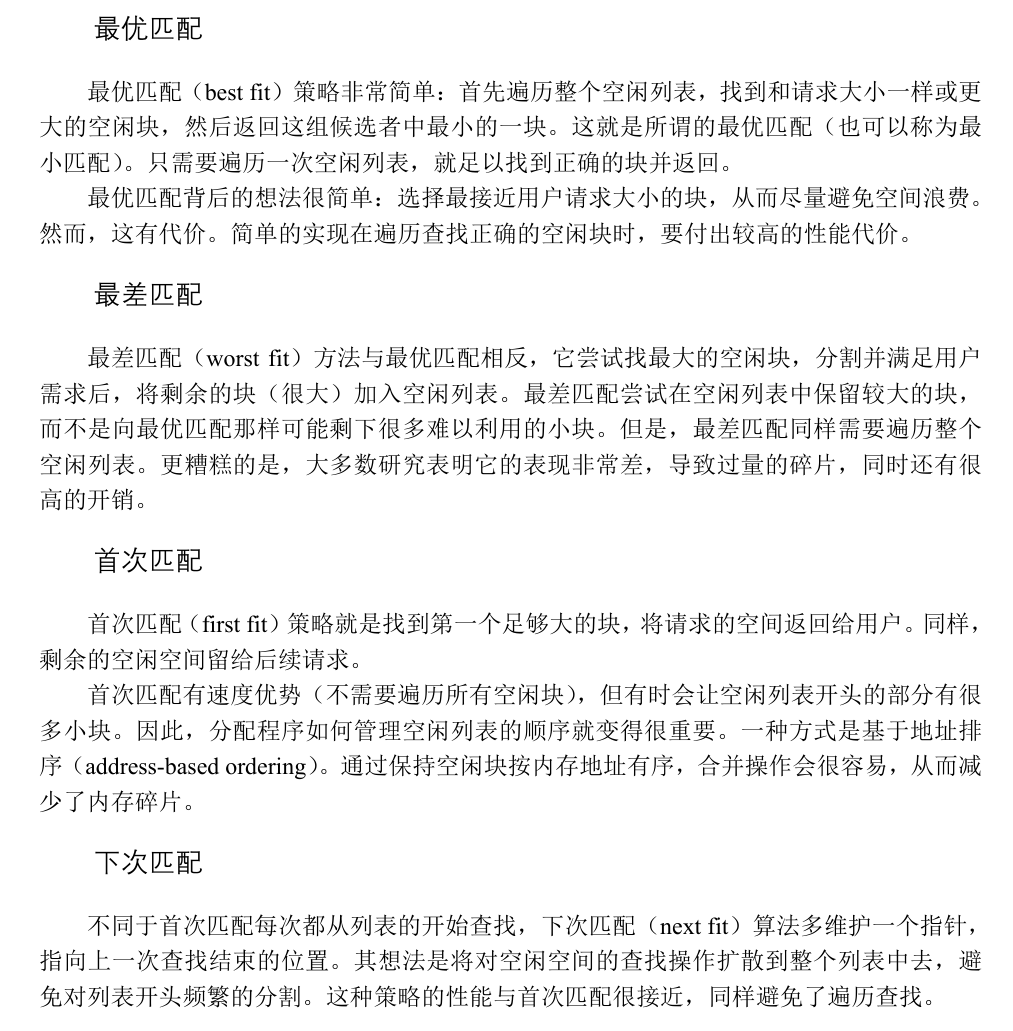 最优匹配
最优匹配（best fit）策略非常简单：首先遍历整个空闲列表，找到和请求大小一样或更
大的空闲块，然后返回这组候选者中最小的一块。这就是所谓的最优匹配（也可以称为最
小匹配）。只需要遍历一次空闲列表，就足以找到正确的块并返回。
最优匹配背后的想法很简单：选择最接近用户请求大小的块，从而尽量避免空间浪费。
然而，这有代价。简单的实现在遍历查找正确的空闲块时，要付出较高的性能代价。
最差匹配
最差匹配（worst fit）方法与最优匹配相反，它尝试找最大的空闲块，分割并满足用户
需求后，将剩余的块（很大）加入空闲列表。最差匹配尝试在空闲列表中保留较大的块，
而不是向最优匹配那样可能剩下很多难以利用的小块。但是，最差匹配同样需要遍历整个
空闲列表。更糟糕的是，大多数研究表明它的表现非常差，导致过量的碎片，同时还有很
高的开销。
首次匹配
首次匹配（first fit）策略就是找到第一个足够大的块，将请求的空间返回给用户。同样，
剩余的空闲空间留给后续请求。
首次匹配有速度优势（不需要遍历所有空闲块），但有时会让空闲列表开头的部分有很
多小块。因此，分配程序如何管理空闲列表的顺序就变得很重要。一种方式是基于地址排
序（address-based ordering）。通过保持空闲块按内存地址有序，合并操作会很容易，从而减
少了内存碎片。
下次匹配
不同于首次匹配每次都从列表的开始查找，下次匹配（next fit）算法多维护一个指针，
指向上一次查找结束的位置。其想法是将对空闲空间的查找操作扩散到整个列表中去，避
免对列表开头频繁的分割。这种策略的性能与首次匹配很接近，同样避免了遍历查找。